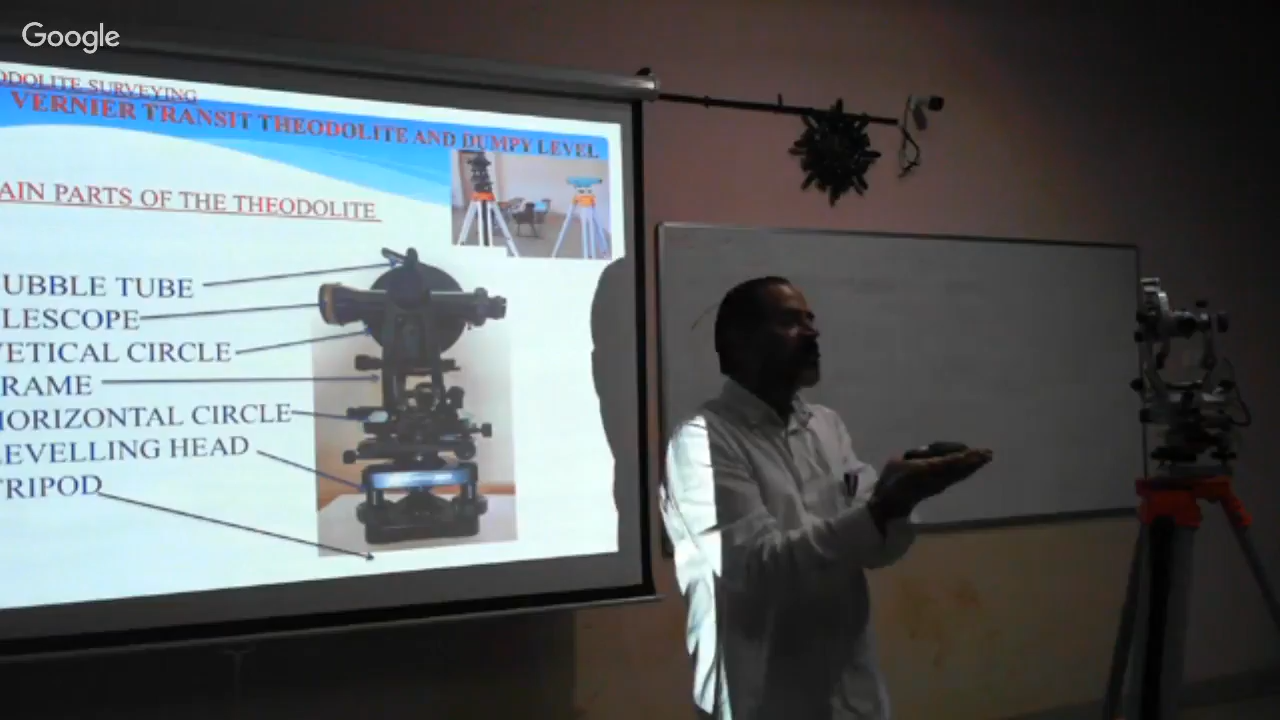 Google
ODOLITE SURVEYING
VERNIER TRANSIT THEODOLITE AND DUMPY LEVEL
AIN PARTS OF THE THEODOLITE
UBBLE TUBE
LESCOPE
VETICAL CIRCLE
RAME
HORIZONTAL CIRCLE
LEVELLING HEAD
TRIPOD